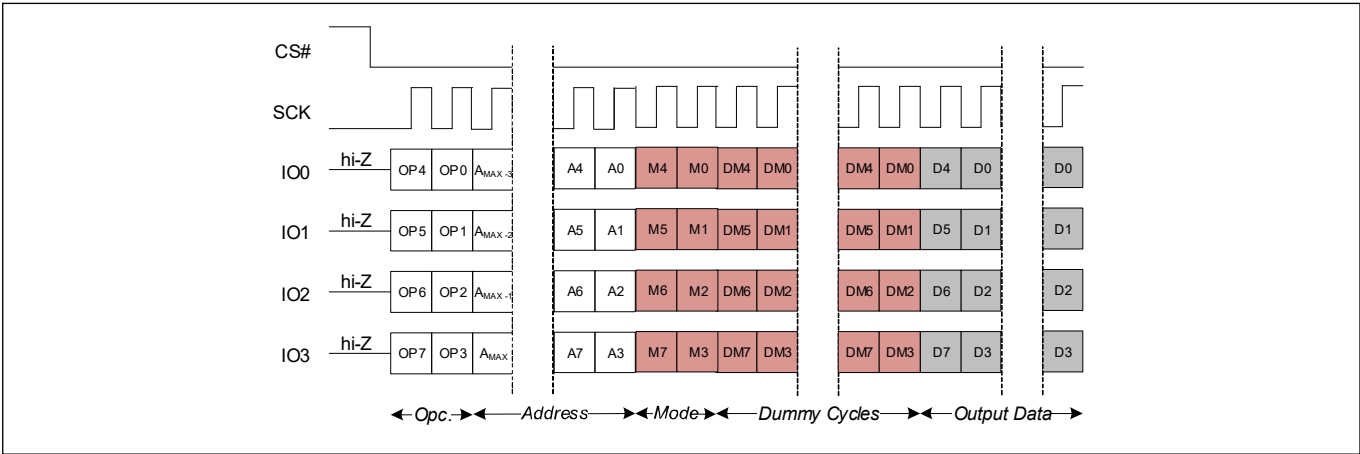 CS#
SCK
IO0 hi-Z OP4 OP0 AMAX -3 A4 A0 M4 M0 DM4 DM0 DM4 DM0 D4 D0 D0
IO1 hi-Z OP5 OP1 AMAX -2 A5 A1 M5 M1 DM5 DM1 DM5 DM1 D5 D1 D1
IO2 hi-Z OP6 OP2 AMAX -1 A6 A2 M6 M2 DM6 DM2 DM6 DM2 D6 D2 D2
IO3 hi-Z OP7 OP3 AMAX A7 A3 M7 M3 DM7 DM3 DM7 DM3 D7 D3 D3
Opc. Address Mode Dummy Cycles Output Data